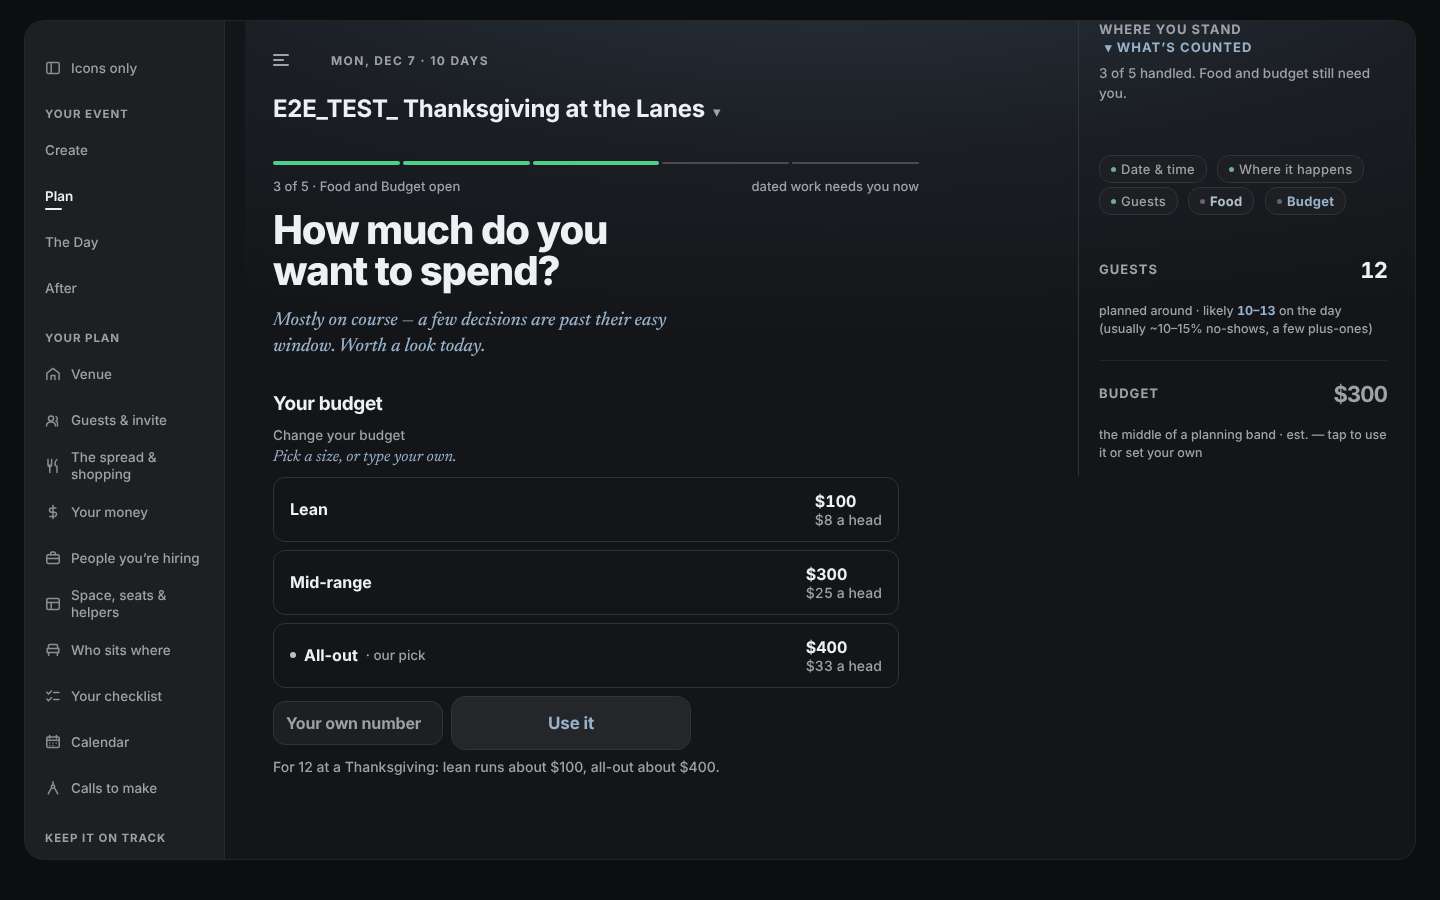 Icons only
YOUR EVENT
Create
Plan
The Day
After
YOUR PLAN
Venue
Guests & invite
The spread &
shopping
Your money
People you’re hiring
Space, seats &
helpers
Who sits where
Your checklist
Calendar
Calls to make
KEEP IT ON TRACK
MON, DEC 7 · 10 DAYS
E2E_TEST_ Thanksgiving at the Lanes ▾
3 of 5 · Food and Budget open
dated work needs you now
How much do you
want to spend?
Mostly on course — a few decisions are past their easy
window. Worth a look today.
Your budget
Change your budget
Pick a size, or type your own.
Lean
$100
$8 a head
Mid-range
$300
$25 a head
All-out · our pick
$400
$33 a head
Your own number
Use it
For 12 at a Thanksgiving: lean runs about $100, all-out about $400.
WHERE YOU STAND
▾ WHAT’S COUNTED
3 of 5 handled. Food and budget still need
you.
Date & time
Where it happens
Guests
Food
Budget
GUESTS
12
planned around · likely 10–13 on the day
(usually ~10–15% no-shows, a few plus-ones)
BUDGET
$300
the middle of a planning band · est. — tap to use
it or set your own